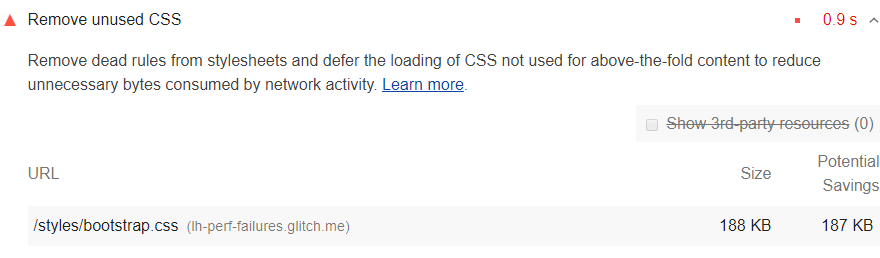 Remove unused CSS 0.9 s
Remove dead rules from stylesheets and defer the loading of CSS not used for above-the-fold content to reduce
unnecessary bytes consumed by network activity. Learn more.
Show 3rd-party resources (0)
URL Size Potential Savings
/styles/bootstrap.css (lh-perf-failures.glitch.me) 188 KB 187 KB